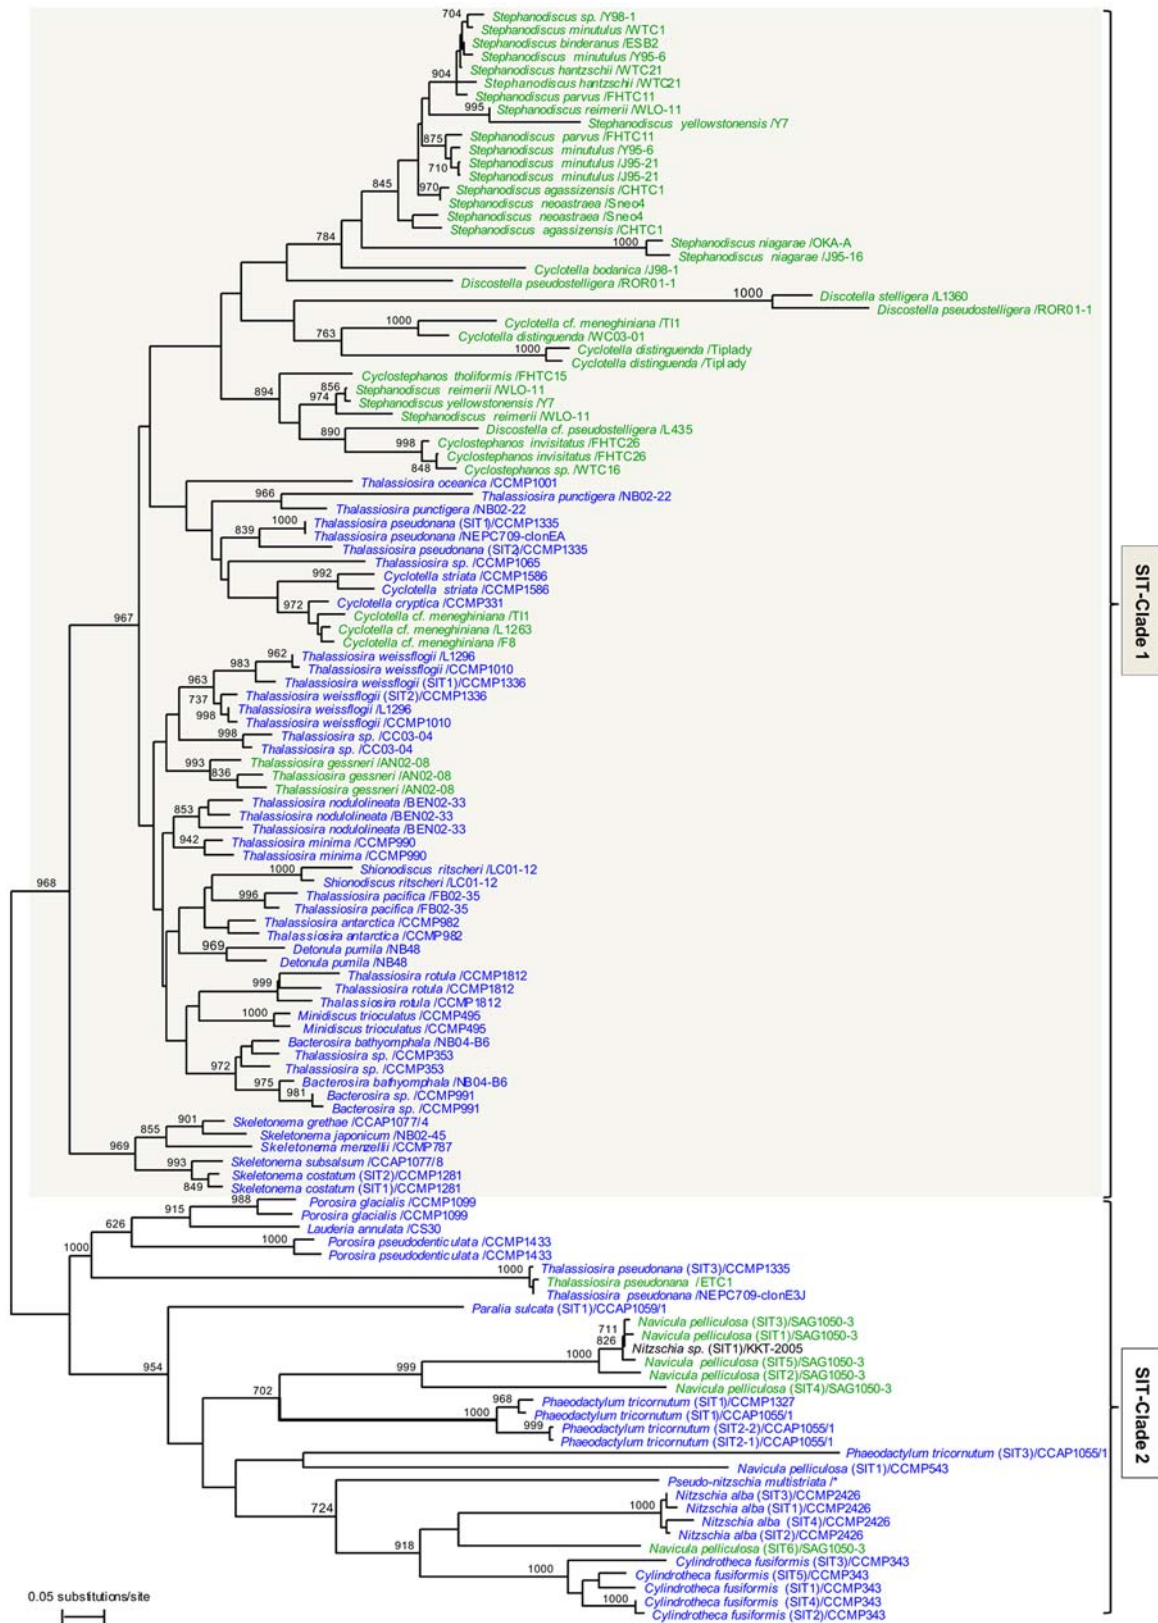 704
Stephanodiscus sp. /Y98-1
Stephanodiscus minutulus /WTC1
Stephanodiscus binderanus /ESB2
Stephanodiscus minutulus /Y95-6
Stephanodiscus hantzschii /WTC21
904
Stephanodiscus hantzschii /WTC21
Stephanodiscus parvus /FHTC11
995
Stephanodiscus reimerii /WLO-11
Stephanodiscus yellowstonensis /Y7
875
Stephanodiscus parvus /FHTC11
Stephanodiscus minutulus /Y95-6
710
Stephanodiscus minutulus /J95-21
Stephanodiscus minutulus /J95-21
845
970
Stephanodiscus agassizensis /CHTC1
Stephanodiscus neoastraea /Sneo4
Stephanodiscus neoastraea /Sneo4
Stephanodiscus agassizensis /CHTC1
784
1000
Stephanodiscus niagarae /OKA-A
Stephanodiscus niagarae /J95-16
Cyclotella bodanica /J98-1
Discostella pseudostelligera /ROR01-1
1000
Discotella stelligera /L1360
Discostella pseudostelligera /ROR01-1
1000
Cyclotella cf. meneghiniana /TI1
763
Cyclotella distinguenda /WC03-01
1000
Cyclotella distinguenda /Tiplady
Cyclotella distinguenda /Tiplady
Cyclostephanos tholiformis /FHTC15
894
856
Stephanodiscus reimerii /WLO-11
974
Stephanodiscus yellowstonensis /Y7
Stephanodiscus reimerii /WLO-11
890
Discostella cf. pseudostelligera /L435
998
Cyclostephanos invisitatus /FHTC26
Cyclostephanos invisitatus /FHTC26
848
Cyclostephanos sp. /WTC16
Thalassiosira oceanica /CCMP1001
966
Thalassiosira punctigera /NB02-22
Thalassiosira punctigera /NB02-22
1000
Thalassiosira pseudonana (SIT1)/CCMP1335
839
Thalassiosira pseudonana /NEPC709-clonEA
Thalassiosira pseudonana (SIT2)/CCMP1335
Thalassiosira sp. /CCMP1065
992
Cyclotella striata /CCMP1586
Cyclotella striata /CCMP1586
972
Cyclotella cryptica /CCMP331
Cyclotella cf. meneghiniana /TI1
967
Cyclotella cf. meneghiniana /L1263
Cyclotella cf. meneghiniana /F8
962
Thalassiosira weissflogii /L1296
983
Thalassiosira weissflogii /CCMP1010
963
Thalassiosira weissflogii (SIT1)/CCMP1336
737
Thalassiosira weissflogii (SIT2)/CCMP1336
Thalassiosira weissflogii /L1296
998
Thalassiosira weissflogii /CCMP1010
998
Thalassiosira sp. /CC03-04
Thalassiosira sp. /CC03-04
993
Thalassiosira gessneri /AN02-08
836
Thalassiosira gessneri /AN02-08
Thalassiosira gessneri /AN02-08
Thalassiosira nodulolineata /BEN02-33
853
Thalassiosira nodulolineata /BEN02-33
Thalassiosira nodulolineata /BEN02-33
942
Thalassiosira minima /CCMP990
Thalassiosira minima /CCMP990
1000
Shionodiscus ritscheri /LC01-12
Shionodiscus ritscheri /LC01-12
968
996
Thalassiosira pacifica /FB02-35
Thalassiosira pacifica /FB02-35
Thalassiosira antarctica /CCMP982
Thalassiosira antarctica /CCMP982
969
Detonula pumila /NB48
Detonula pumila /NB48
Thalassiosira rotula /CCMP1812
999
Thalassiosira rotula /CCMP1812
Thalassiosira rotula /CCMP1812
1000
Minidiscus trioculatus /CCMP495
Minidiscus trioculatus /CCMP495
Bacterosira bathyomphala /NB04-B6
Thalassiosira sp. /CCMP353
972
Thalassiosira sp. /CCMP353
975
Bacterosira bathyomphala /NB04-B6
981
Bacterosira sp. /CCMP991
Bacterosira sp. /CCMP991
901
Skeletonema grethae /CCAP1077/4
855
Skeletonema japonicum /NB02-45
969
Skeletonema menzellii /CCMP787
993
Skeletonema subsalsum /CCAP1077/8
Skeletonema costatum (SIT2)/CCMP1281
849
Skeletonema costatum (SIT1)/CCMP1281
SIT-Clade 1
988
Porosira glacialis /CCMP1099
915
Porosira glacialis /CCMP1099
626
Lauderia annulata /CS30
1000
1000
Porosira pseudodenticulata /CCMP1433
Porosira pseudodenticulata /CCMP1433
1000
Thalassiosira pseudonana (SIT3)/CCMP1335
Thalassiosira pseudonana /ETC1
Thalassiosira pseudonana /NEPC709-clonE3J
Paralia sulcata (SIT1)/CCAP1059/1
711
Navicula pelliculosa (SIT3)/SAG1050-3
826
Navicula pelliculosa (SIT1)/SAG1050-3
Nitzschia sp. (SIT1)/KKT-2005
1000
Navicula pelliculosa (SIT5)/SAG1050-3
954
999
Navicula pelliculosa (SIT2)/SAG1050-3
Navicula pelliculosa (SIT4)/SAG1050-3
702
968
Phaeodactylum tricornutum (SIT1)/CCMP1327
1000
Phaeodactylum tricornutum (SIT1)/CCAP1055/1
999
Phaeodactylum tricornutum (SIT2-2)/CCAP1055/1
Phaeodactylum tricornutum (SIT2-1)/CCAP1055/1
Phaeodactylum tricornutum (SIT3)/CCAP1055/1
Navicula pelliculosa (SIT1)/CCMP543
Pseudo-nitzschia multistriata /*
724
Nitzschia alba (SIT3)/CCMP2426
1000
Nitzschia alba (SIT1)/CCMP2426
Nitzschia alba (SIT4)/CCMP2426
Nitzschia alba (SIT2)/CCMP2426
918
Navicula pelliculosa (SIT6)/SAG1050-3
Cylindrotheca fusiformis (SIT3)/CCMP343
1000
Cylindrotheca fusiformis (SIT5)/CCMP343
Cylindrotheca fusiformis (SIT1)/CCMP343
1000
Cylindrotheca fusiformis (SIT4)/CCMP343
Cylindrotheca fusiformis (SIT2)/CCMP343
SIT-Clade 2
0.05 substitutions/site